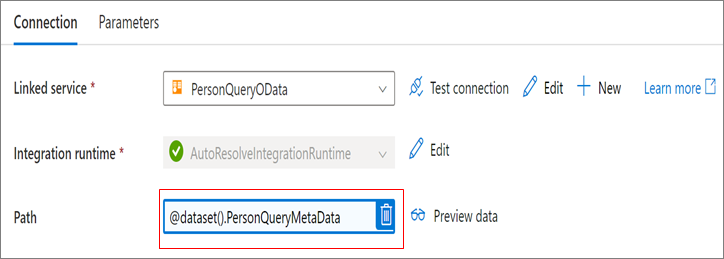 Connection Parameters
Linked service * PersonQueryOData Test connection Edit New Learn more
Integration runtime * AutoResolveIntegrationRuntime Edit
Path @dataset().PersonQueryMetaData Preview data